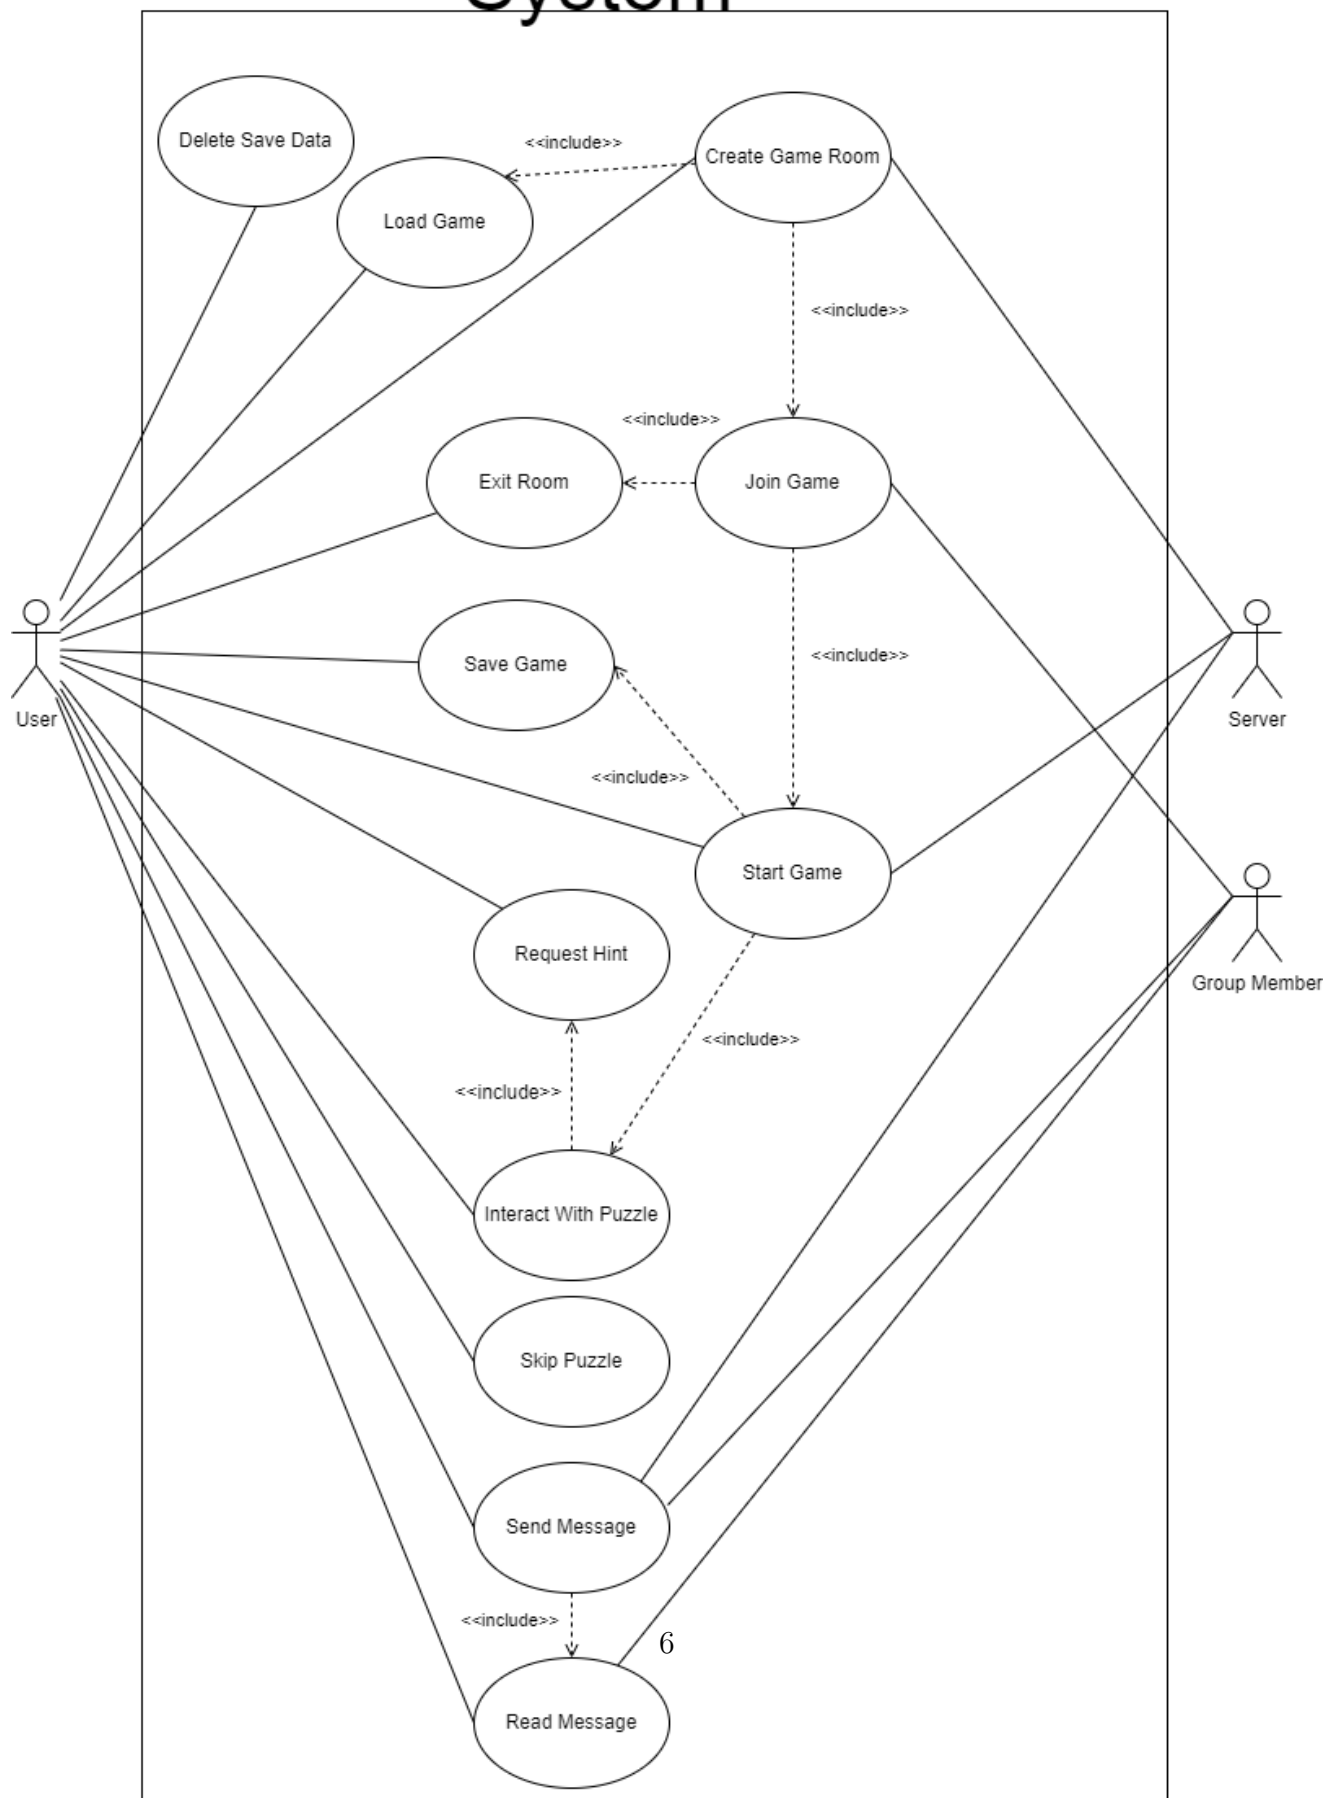 System
Delete Save Data
<<include>>
Create Game Room
Load Game
<<include>>
<<include>>
Exit Room
Join Game
Save Game
<<include>>
User
Server
<<include>>
Start Game
Request Hint
Group Member
<<include>>
<<include>>
Interact With Puzzle
Skip Puzzle
Send Message
<<include>>
6
Read Message